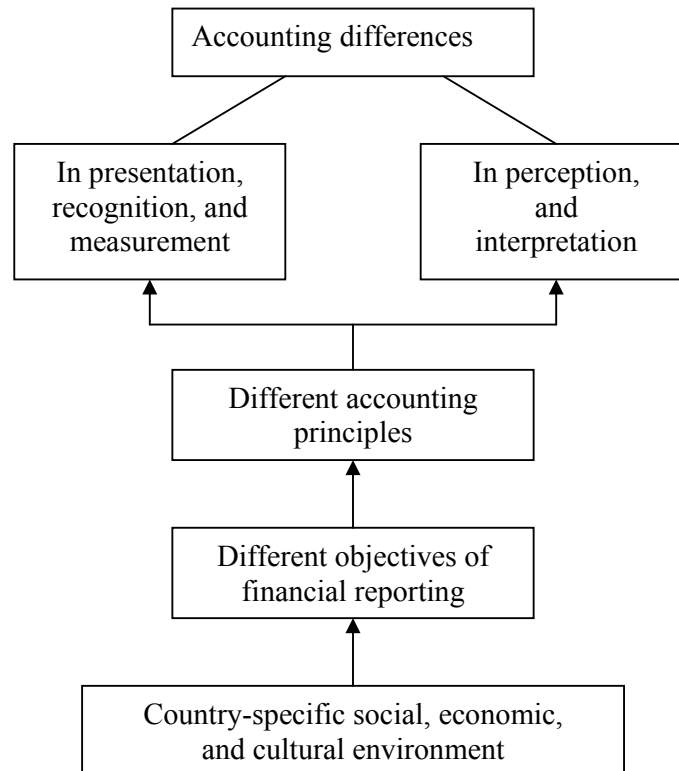 Accounting differences
In presentation,
recognition, and
measurement
In perception,
and
interpretation
Different accounting
principles
Different objectives of
financial reporting
Country-specific social, economic,
and cultural environment